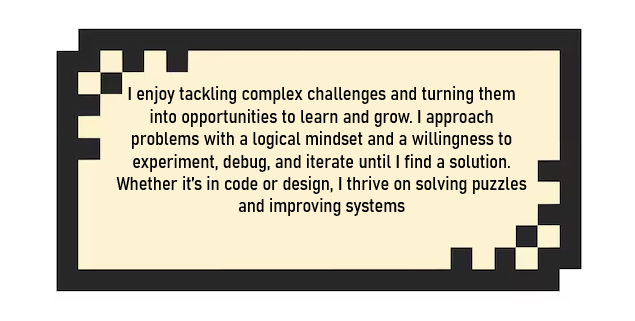 I enjoy tackling complex challenges and turning them
into opportunities to learn and grow. I approach
problems with a logical mindset and a willingness to
experiment, debug, and iterate until I find a solution.
Whether it's in code or design, I thrive on solving puzzles
and improving systems